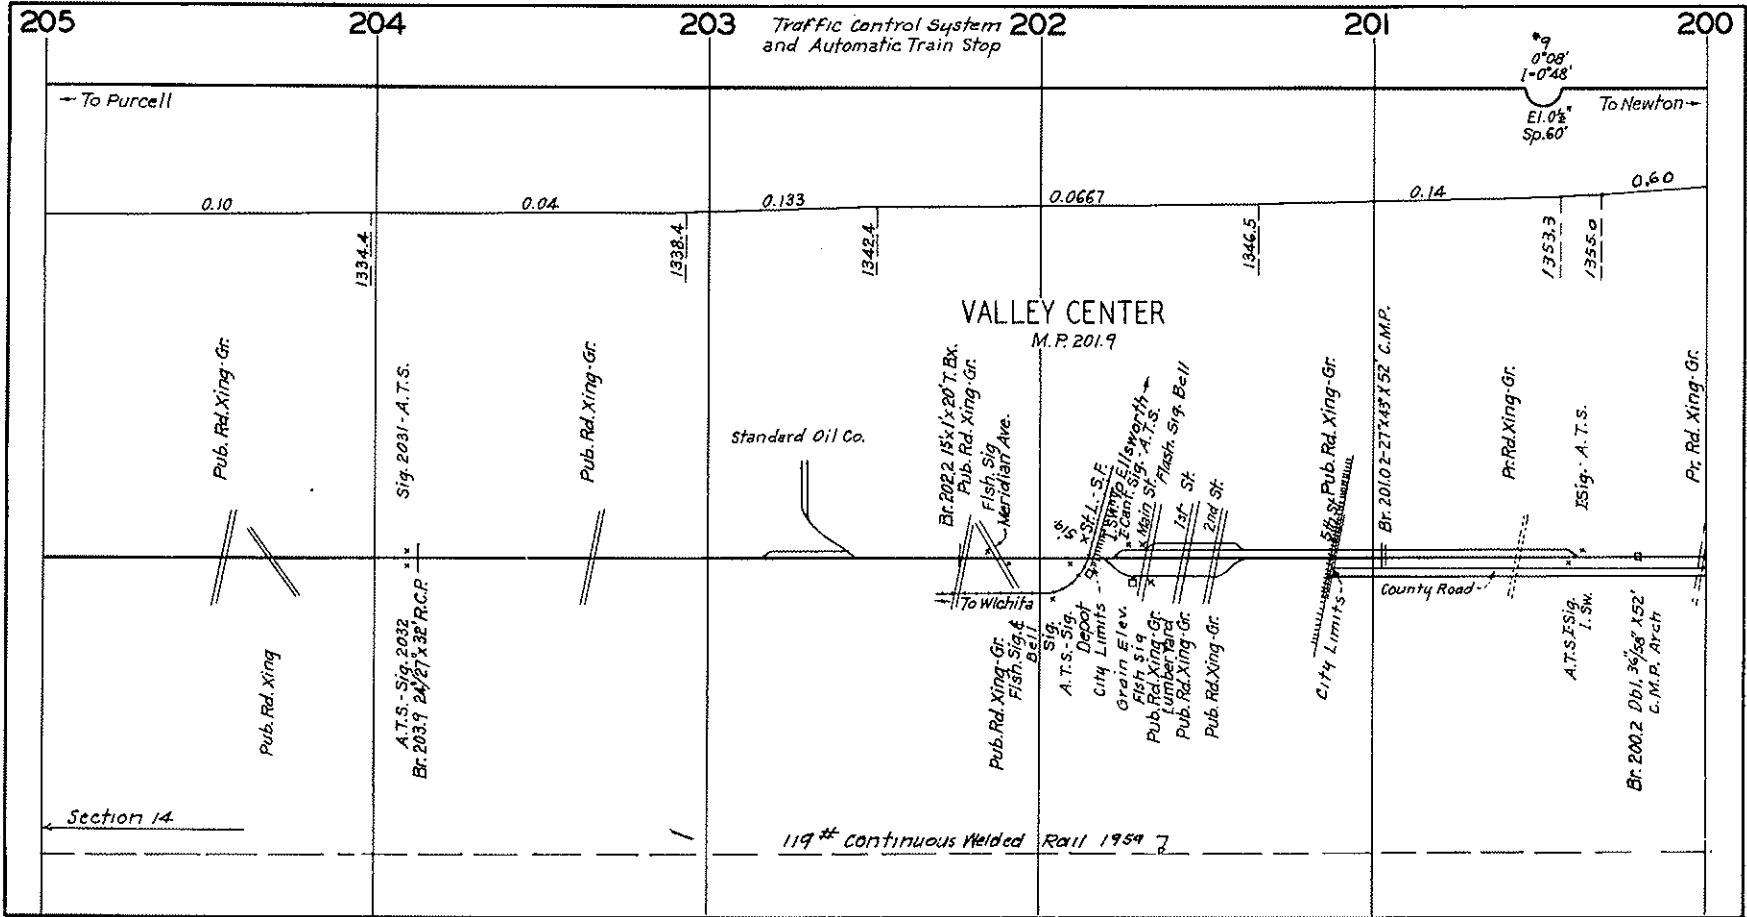 205
204
203
Traffic Control System
and Automatic Train Stop
202
201
200
#9
0°08'
I=0°48'
← To Purcell
To Newton →
El. 0½"
Sp. 60'
0.10
0.04
0.133
0.0667
0.14
0.60
1334.4
1338.4
1342.4
1346.5
1353.3
1355.0
VALLEY CENTER
M.P. 201.9
Pub. Rd. Xing-Gr.
Sig. 2031 - A.T.S.
Pub. Rd. Xing-Gr.
Standard Oil Co.
Br. 202.2 15'x1'x20' T. Bx.
Pub. Rd. Xing-Gr.
Flsh. Sig
Meridian Ave.
Sig.
St. L. - S.F.
To Ellsworth →
I-Cant. Sig. - A.T.S.
Main St. Flash. Sig. Bell
1st St.
2nd St.
5th St. Pub. Rd. Xing-Gr.
Br. 201.0 2-27"x43" x 52' C.M.P.
Pr. Rd. Xing-Gr.
I-Sig. - A.T.S.
Pr. Rd. Xing-Gr.
← To Wichita
County Road
Pub. Rd. Xing
A.T.S. - Sig. 2032
Br. 203.9 24"/27" x 32' R.C.P.
Pub. Rd. Xing-Gr.
Flsh. Sig. &
Bell
Sig.
A.T.S. - Sig.
Depot
City Limits
Grain Elev.
Flsh Sig
Pub. Rd. Xing-Gr.
Lumber Yard
Pub. Rd. Xing-Gr.
Pub. Rd. Xing-Gr.
City Limits
A.T.S. I-Sig.
I. Sw.
Br. 200.2 Dbl. 36"/58" x 52'
C.M.P. Arch
Section 14
119# Continuous Welded Rail 1959